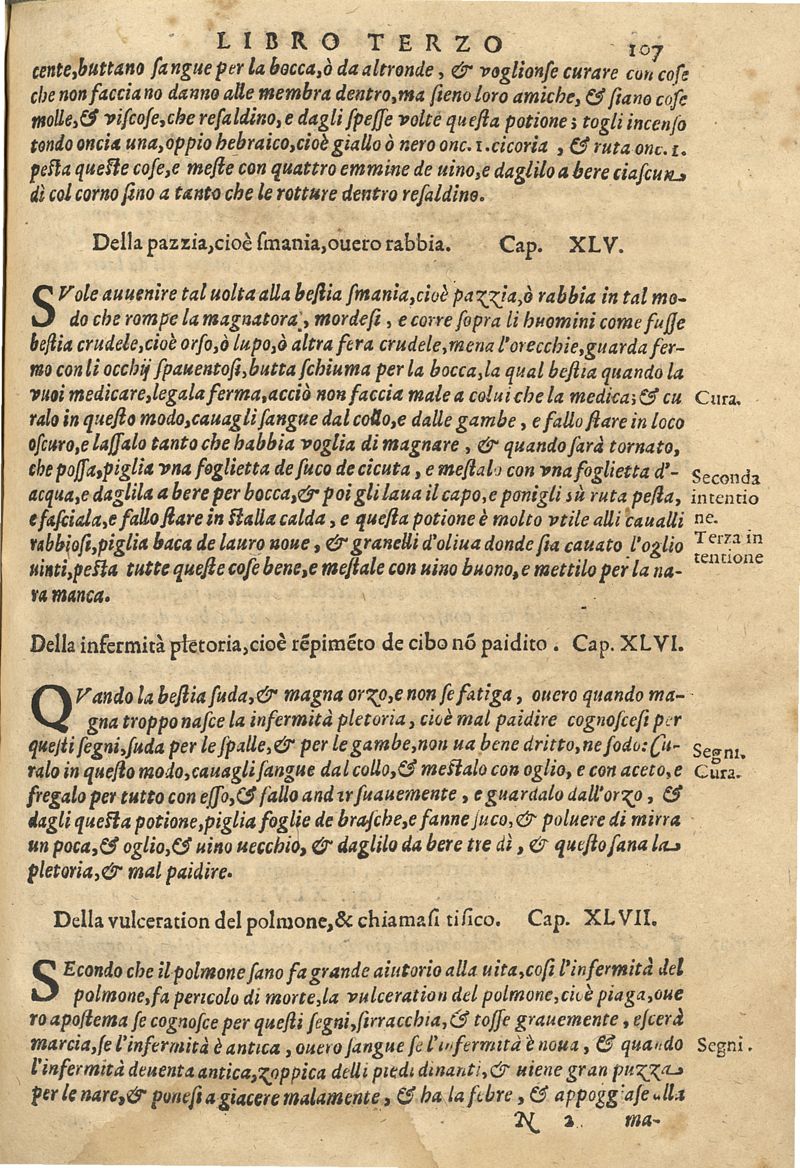 LIBRO TERZO 107
cente,buttano ſangue per la bocca,ò da altronde, & voglionſe curare con coſe
che non facciano danno alle membra dentro,ma ſieno loro amiche, & ſiano coſe
molle,& viſcoſe,che reſaldino,e dagli ſpeſſe volte queſta potione; togli incenſo
tondo oncia una,oppio hebraico,cioè giallo ò nero onc.1.cicoria , & ruta onc.1.
peſta queſte coſe,e meſte con quattro emmine de uino,e daglilo a bere ciaſcun
dì col corno ſino a tanto che le rotture dentro reſaldino.
Della pazzia,cioè ſmania,ouero rabbia. Cap. XLV.
SVole auuenire tal uolta alla beſtia ſmania,cioè pazzia,ò rabbia in tal mo-
do che rompe la magnatora, mordeſi , e corre ſopra li huomini come fuſſe
beſtia crudele,cioè orſo,ò lupo,ò altra fera crudele,mena l'orecchie,guarda fer-
mo con li occhij ſpauentoſi,butta ſchiuma per la bocca,la qual beſtia quando la
vuoi medicare,legala ferma,acciò non faccia male a colui che la medica;& cu
Cura.
ralo in queſto modo,cauagli ſangue dal collo,e dalle gambe , e fallo ſtare in loco
oſcuro,e laſſalo tanto che habbia voglia di magnare , & quando ſarà tornato,
che poſſa,piglia vna foglietta de ſuco de cicuta , e meſtalo con vna foglietta d'-
Seconda
acqua,e daglila a bere per bocca,& poi gli laua il capo,e ponigli sù ruta peſta,
intentio
e faſciala,e fallo ſtare in ſtalla calda , e queſta potione è molto vtile alli caualli
ne.
rabbioſi,piglia baca de lauro noue , & granelli d'oliua donde ſia cauato l'oglio
Terza in
uinti,peſta tutte queſte coſe bene,e meſtale con uino buono,e mettilo per la na-
tentione
ra manca.
Della infermità pletoria,cioè rēpimēto de cibo nō paidito . Cap. XLVI.
QVando la beſtia ſuda,& magna orzo,e non ſe fatiga , ouero quando ma-
gna troppo naſce la infermità pletoria, cioè mal paidire cognoſceſi per
queſti ſegni,ſuda per le ſpalle,& per le gambe,non ua bene dritto,ne ſodo: Cu-
Segni.
ralo in queſto modo,cauagli ſangue dal collo,& meſtalo con oglio, e con aceto,e
Cura.
fregalo per tutto con eſſo,& fallo andar ſuauemente , e guardalo dall'orzo , &
dagli queſta potione,piglia foglie de braſche,e fanne ſuco,& poluere di mirra
un poca,& oglio,& uino uecchio, & daglilo da bere tre dì , & queſto ſana la
pletoria,& mal paidire.
Della vulceration del polmone,& chiamaſi tiſico. Cap. XLVII.
SEcondo che il polmone ſano fa grande aiutorio alla uita,coſi l'infermità del
polmone,fa pericolo di morte,la vulceration del polmone,cioè piaga,oue
ro apoſtema ſe cognoſce per queſti ſegni,ſirracchia,& toſſe grauemente , eſcerà
marcia,ſe l'infermità è antica , ouero ſangue ſe l'infermità è noua , & quando
Segni.
l'infermità deuenta antica,zoppica delli piedi dinanti,& uiene gran puzza
per le nare,& poneſi a giacere malamente , & ha la febre , & appoggiaſe alla
N 2 ma-